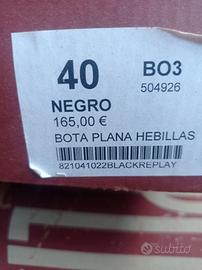 40
BO3
504926
NEGRO
165,00 €
BOTA PLANA HEBILLAS
821041022BLACKREPLAY
subito